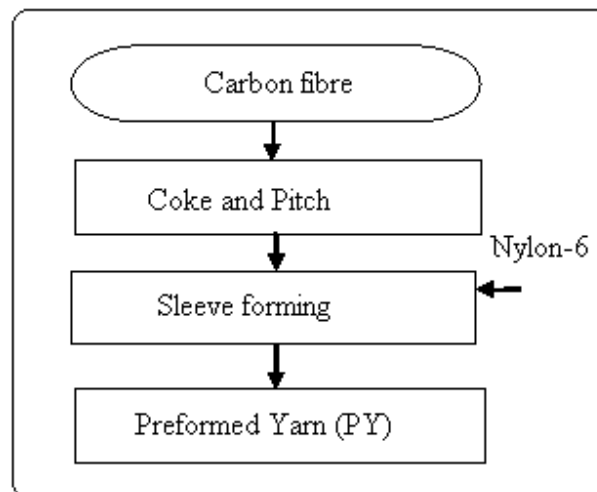 Carbon fibre
Coke and Pitch
Nylon-6
Sleeve forming
Preformed Yarn (PY)